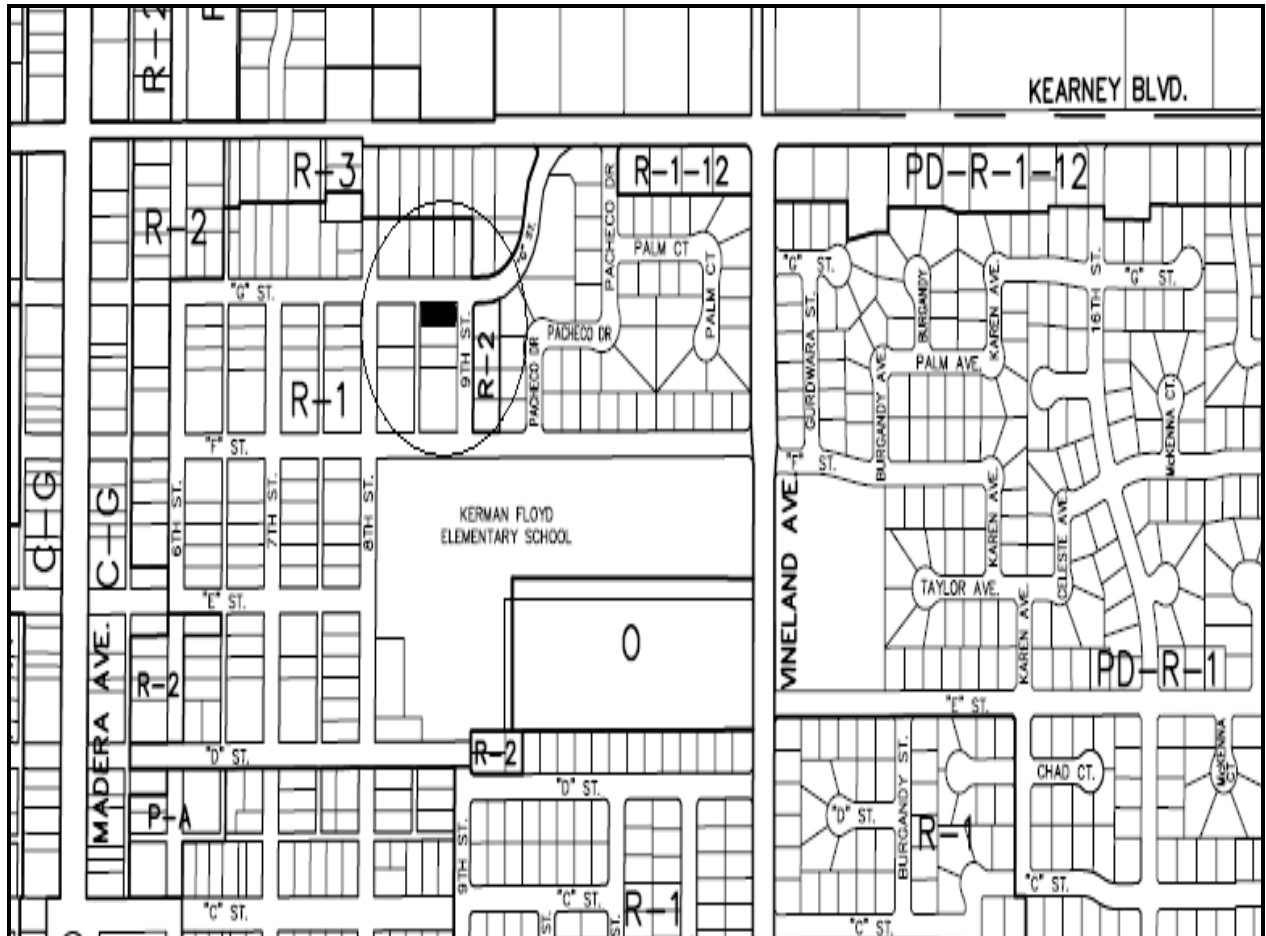 R-2
KEARNEY BLVD.
R-3
R-1-12
PD-R-1-12
R-2
PACHECO DR
PALM CT
PALM CT
"G" ST.
"G" ST.
"G" ST.
16TH ST.
KAREN AVE.
BURGANDY
GURDWARA ST.
9TH ST.
R-2
PACHECO DR
PACHECO DR
PALM AVE.
BURGANDY AVE.
R-1
McKENNA CT.
"F" ST.
"F" ST.
C-G
C-G
6TH ST.
7TH ST.
8TH ST.
KERMAN FLOYD
ELEMENTARY SCHOOL
VINELAND AVE.
KAREN AVE.
CELESTE AVE.
TAYLOR AVE.
"E" ST.
O
KAREN AVE.
MADERA AVE.
R-2
PD-R-1
"E" ST.
"D" ST.
R-2
BURGANDY ST.
CHAD CT.
McKENNA
CT.
"D" ST.
P-A
"D" ST.
R-1
9TH ST.
"C" ST.
"C" ST.
"C" ST.
R-1
ST.
ST.
"C" ST.